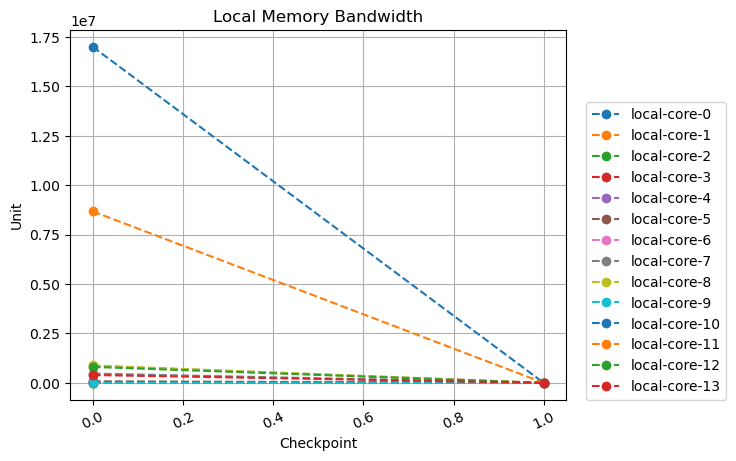 Local Memory Bandwidth
1e7
1.75
1.50
1.25
1.00
0.75
0.50
0.25
0.00
Unit
0.0
0.2
0.4
0.6
0.8
1.0
Checkpoint
local-core-0
local-core-1
local-core-2
local-core-3
local-core-4
local-core-5
local-core-6
local-core-7
local-core-8
local-core-9
local-core-10
local-core-11
local-core-12
local-core-13